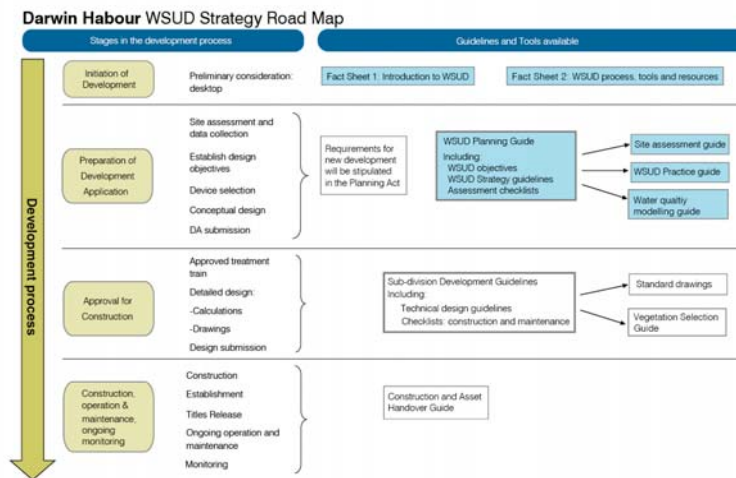 Darwin Habour WSUD Strategy Road Map
Stages in the development process
Guidelines and Tools available
Development process
Initiation of
Development
Preliminary consideration:
desktop
Fact Sheet 1: Introduction to WSUD
Fact Sheet 2: WSUD process, tools and resources
Preparation of
Development
Application
Site assessment and
data collection
Establish design
objectives
Device selection
Conceptual design
DA submission
Requirements for
new development
will be stipulated
in the Planning Act
WSUD Planning Guide
Including:
WSUD objectives
WSUD Strategy guidelines
Assessment checklists
Site assessment guide
WSUD Practice guide
Water qualtiy
modelling guide
Approval for
Construction
Approved treatment
train
Detailed design:
-Calculations
-Drawings
Design submission
Sub-division Development Guidelines
Including:
Technical design guidelines
Checklists: construction and maintenance
Standard drawings
Vegetation Selection
Guide
Construction,
operation &
maintenance,
ongoing
monitoring
Construction
Establishment
Titles Release
Ongoing operation and
maintenance
Monitoring
Construction and Asset
Handover Guide